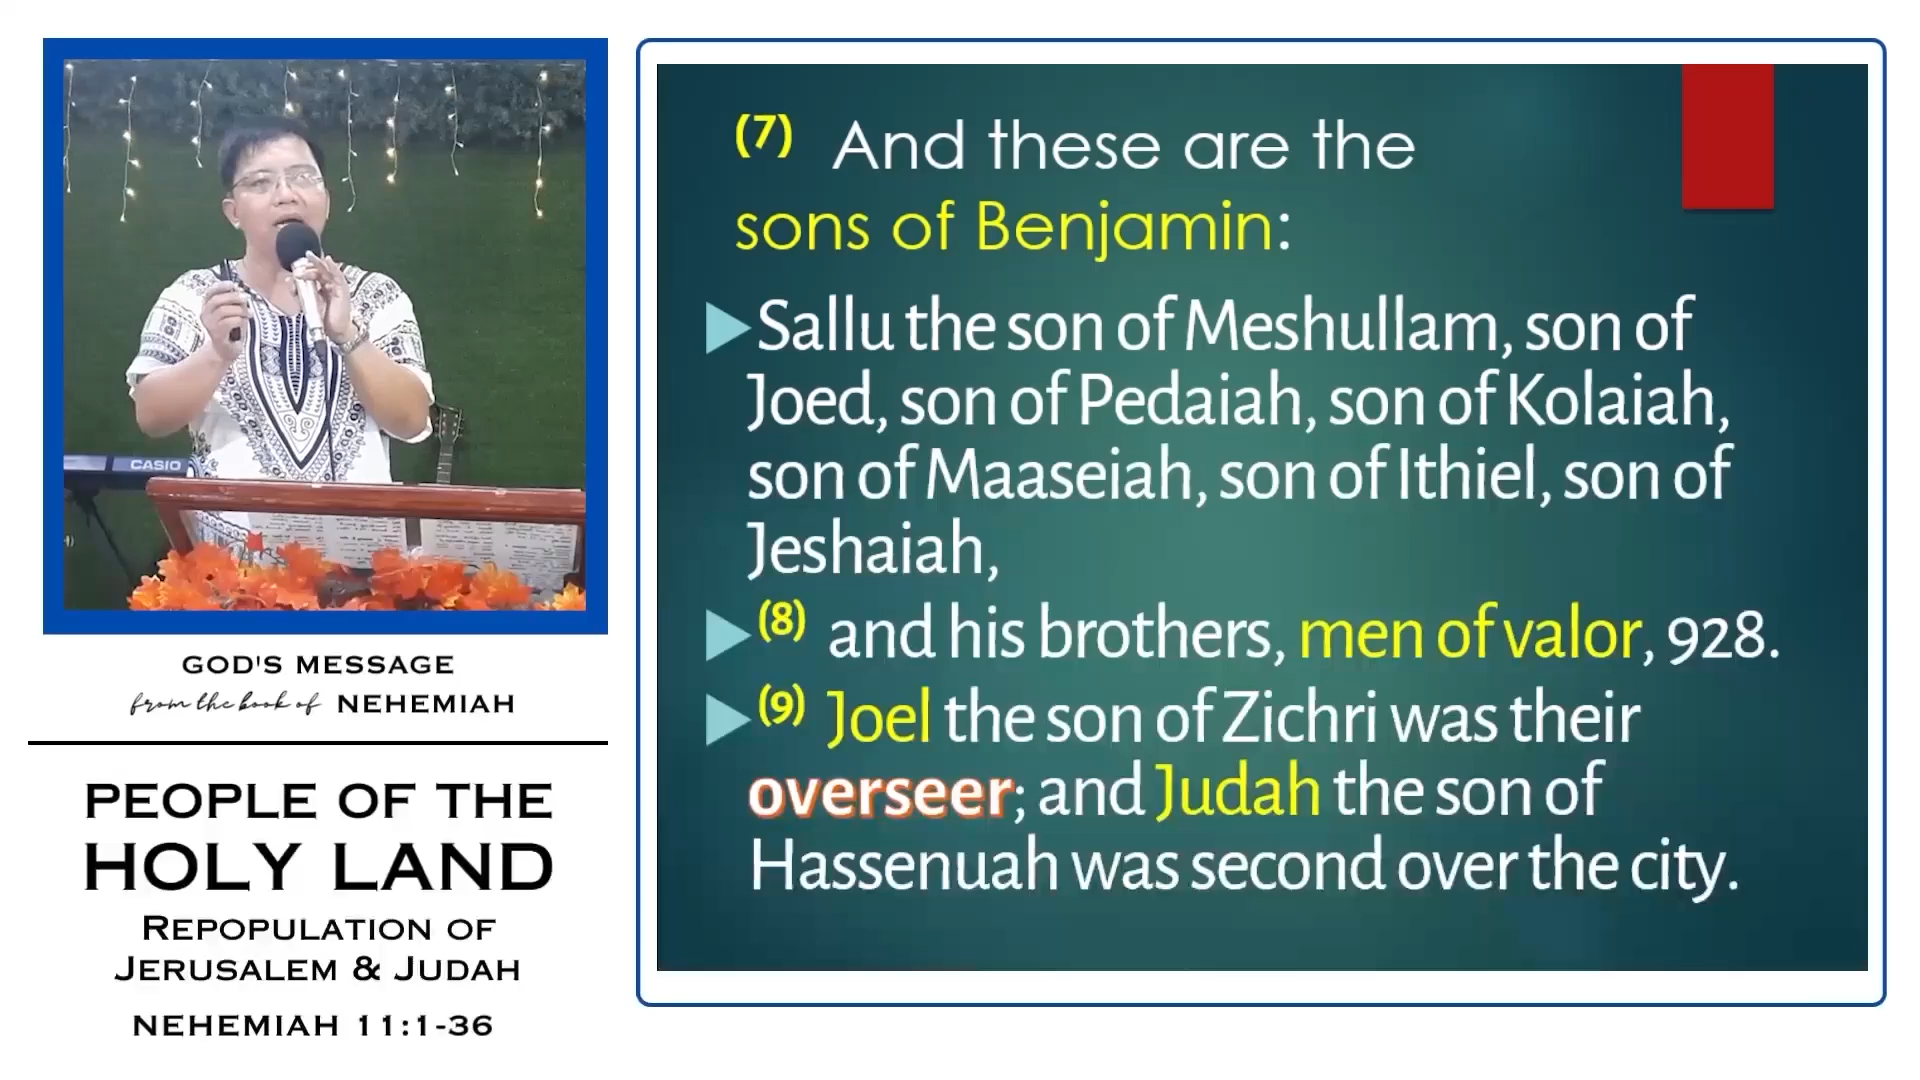 CASIO
GOD'S MESSAGE
from the book of NEHEMIAH
PEOPLE OF THE
HOLY LAND
REPOPULATION OF
JERUSALEM & JUDAH
NEHEMIAH 11:1-36
(7) And these are the
sons of Benjamin:
Sallu the son of Meshullam, son of
Joed, son of Pedaiah, son of Kolaiah,
son of Maaseiah, son of Ithiel, son of
Jeshaiah,
(8) and his brothers, men of valor, 928.
(9) Joel the son of Zichri was their
overseer; and Judah the son of
Hassenuah was second over the city.